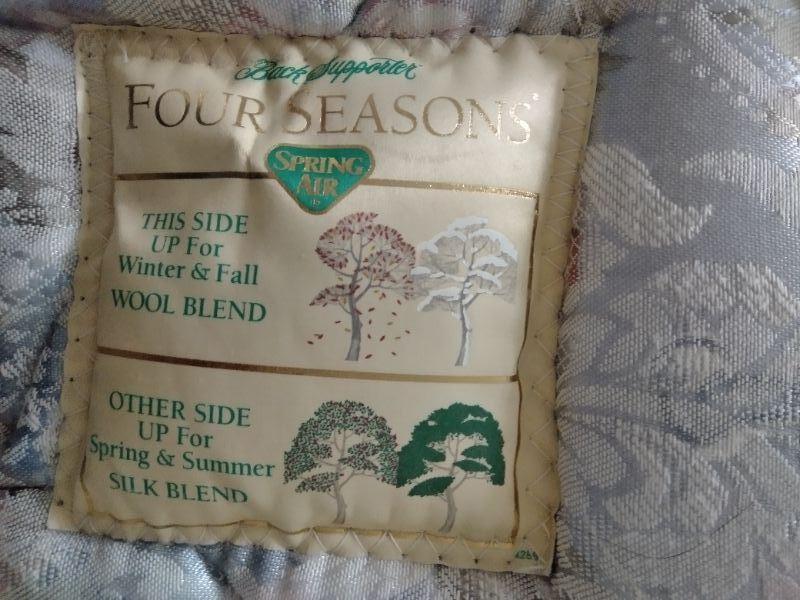 Back Supporter
FOUR SEASONS
SPRING
AIR
THIS SIDE
UP For
Winter & Fall
WOOL BLEND
OTHER SIDE
UP For
Spring & Summer
SILK BLEND